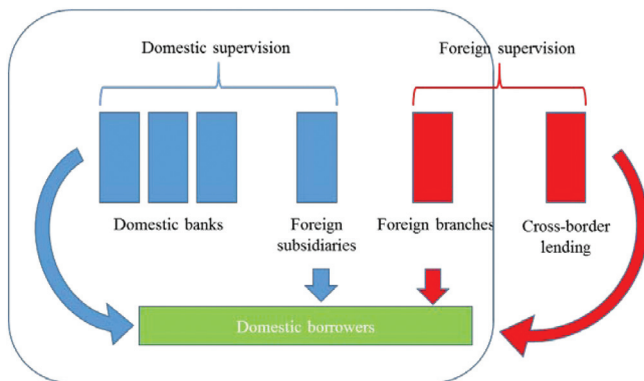 Domestic supervision
Foreign supervision
Domestic banks
Foreign
subsidiaries
Foreign branches
Cross-border
lending
Domestic borrowers